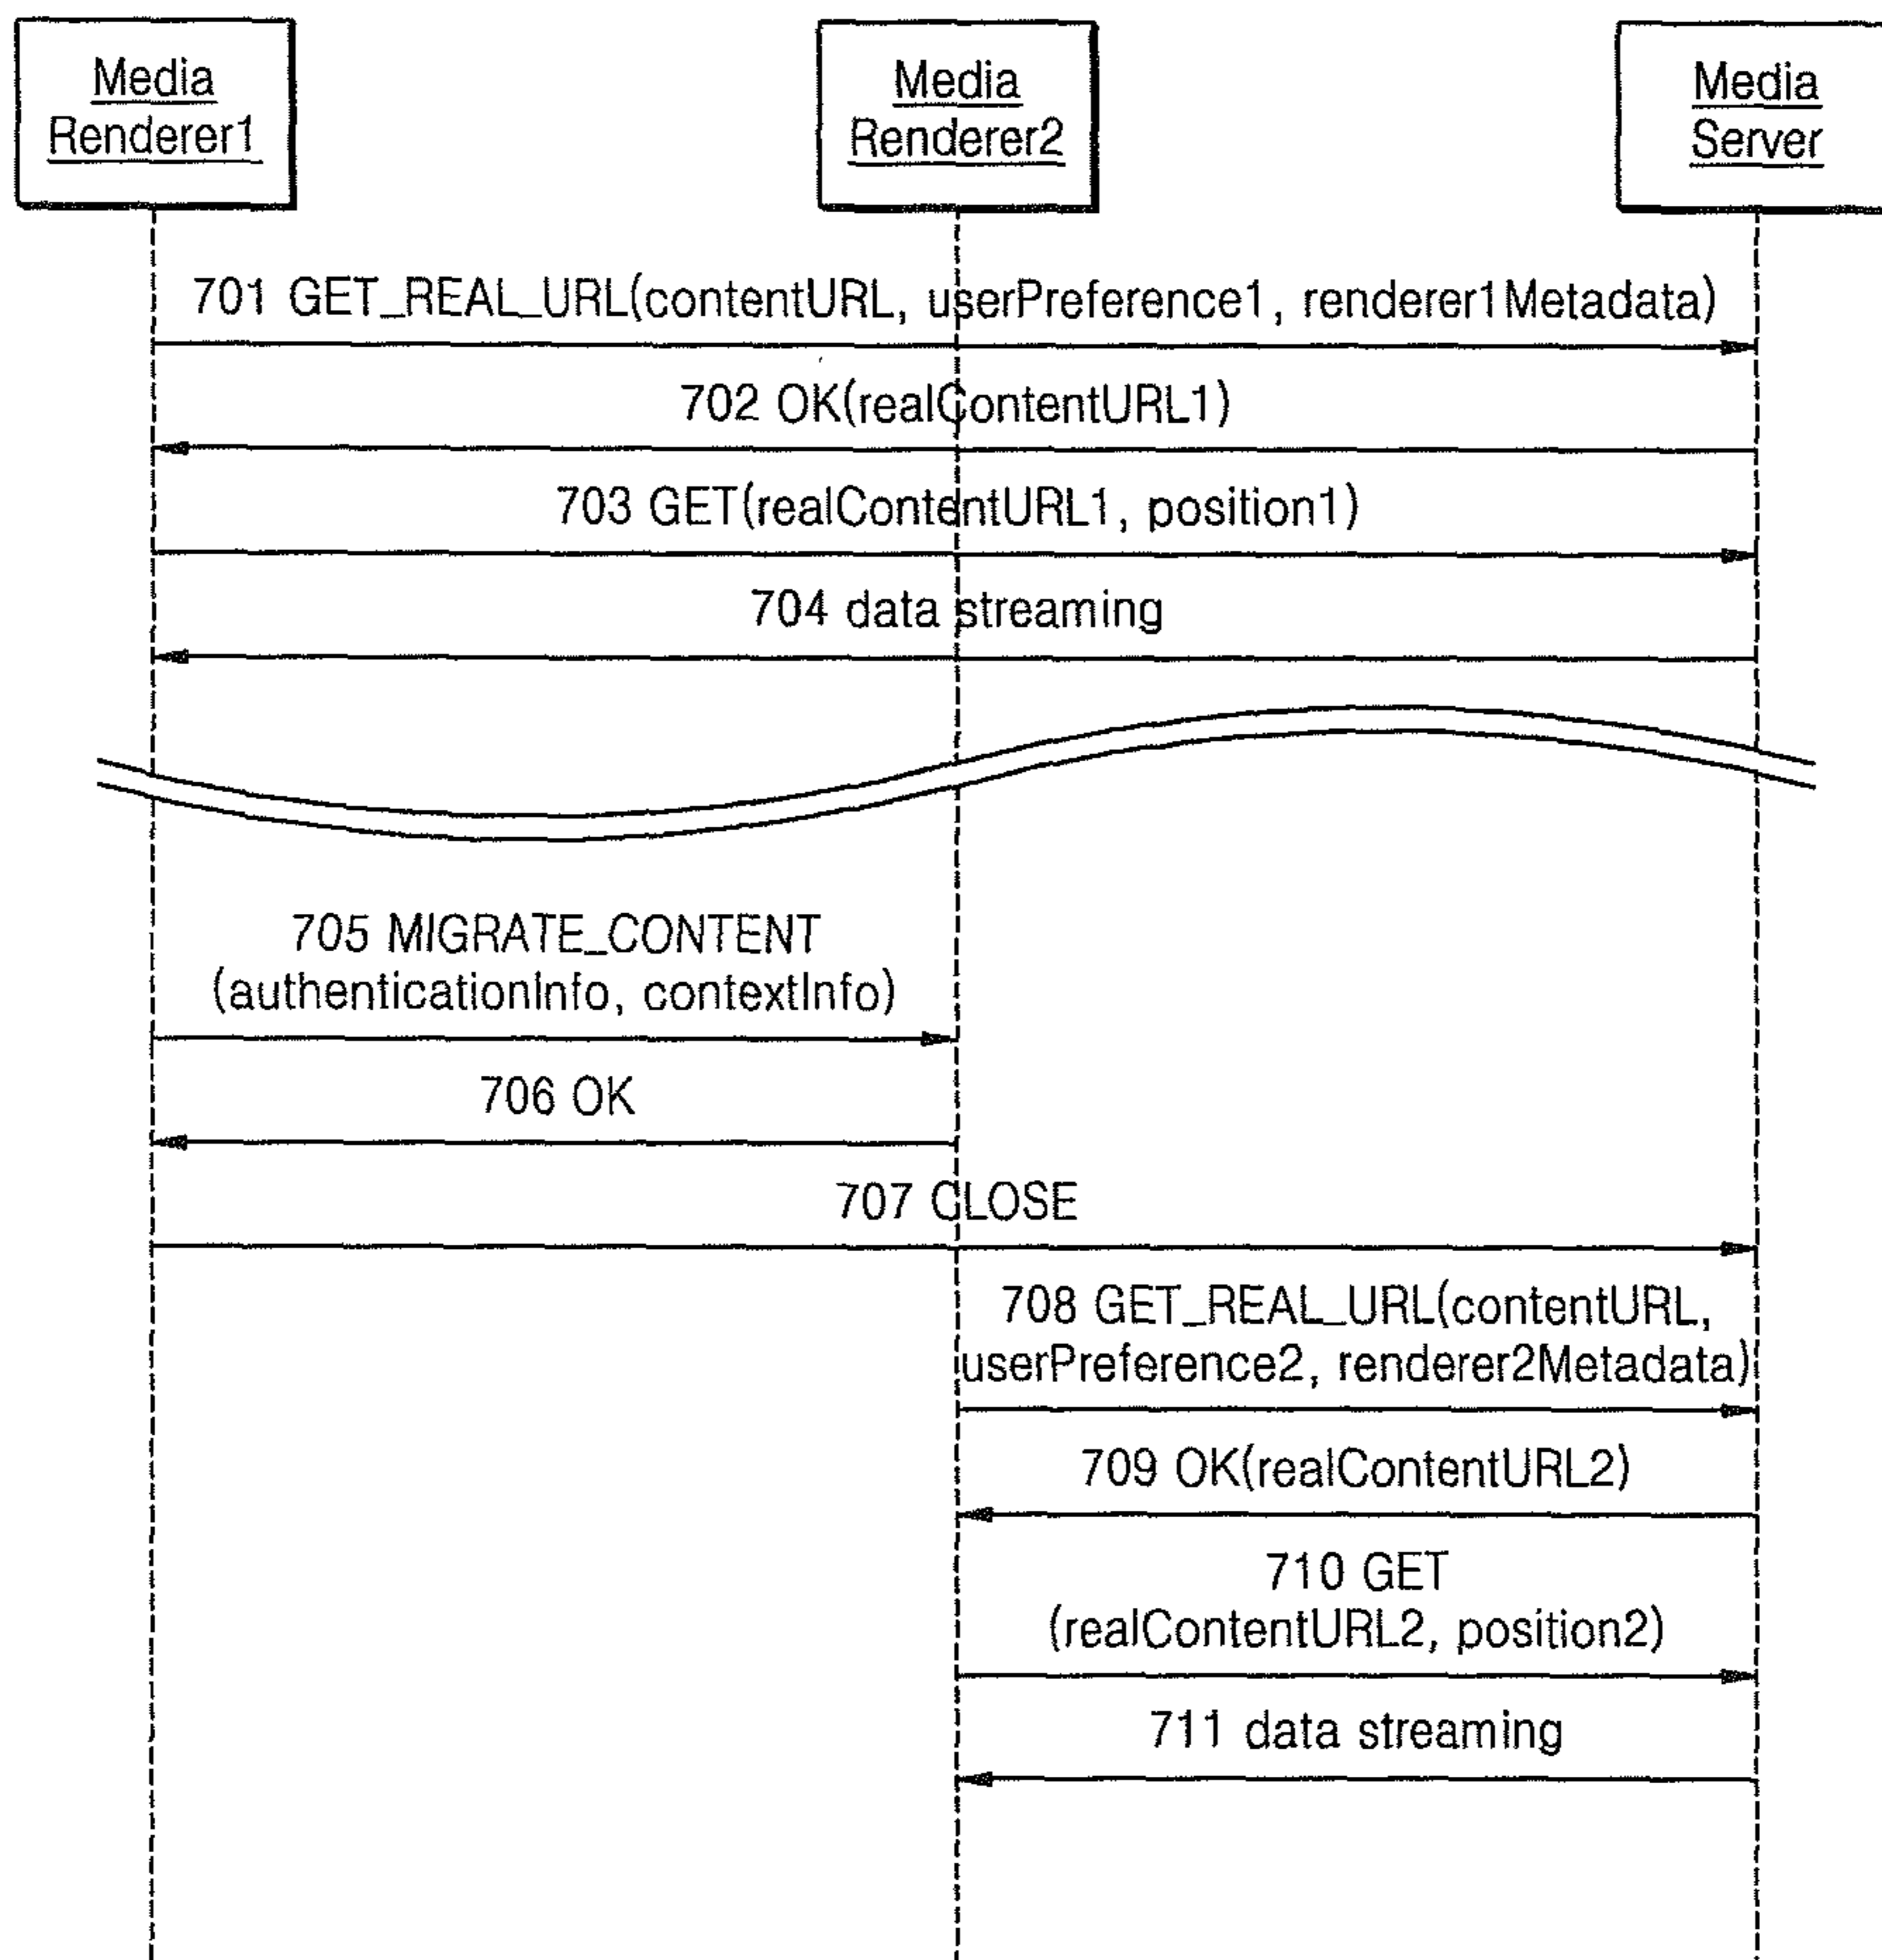 Media
Renderer1
Media
Renderer2
Media
Server
701 GET_REAL_URL(contentURL, userPreference1, renderer1Metadata)
702 OK(realContentURL1)
703 GET(realContentURL1, position1)
704 data streaming
705 MIGRATE_CONTENT
(authenticationInfo, contextInfo)
706 OK
707 CLOSE
708 GET_REAL_URL(contentURL,
userPreference2, renderer2Metadata)
709 OK(realContentURL2)
710 GET
(realContentURL2, position2)
711 data streaming